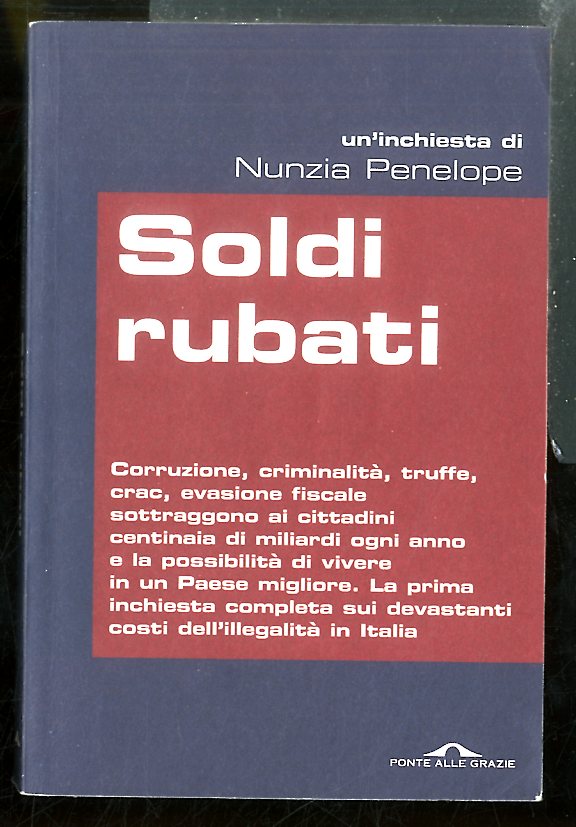 un'inchiesta di
Nunzia Penelope
Soldi
rubati
Corruzione, criminalità, truffe,
crac, evasione fiscale
sottraggono ai cittadini
centinaia di miliardi ogni anno
e la possibilità di vivere
in un Paese migliore. La prima
inchiesta completa sui devastanti
costi dell'illegalità in Italia
PONTE ALLE GRAZIE